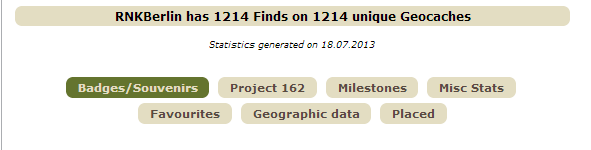 RNKBerlin has 1214 Finds on 1214 unique Geocaches
Statistics generated on 18.07.2013
Badges/Souvenirs Project 162 Milestones Misc Stats
Favourites Geographic data Placed